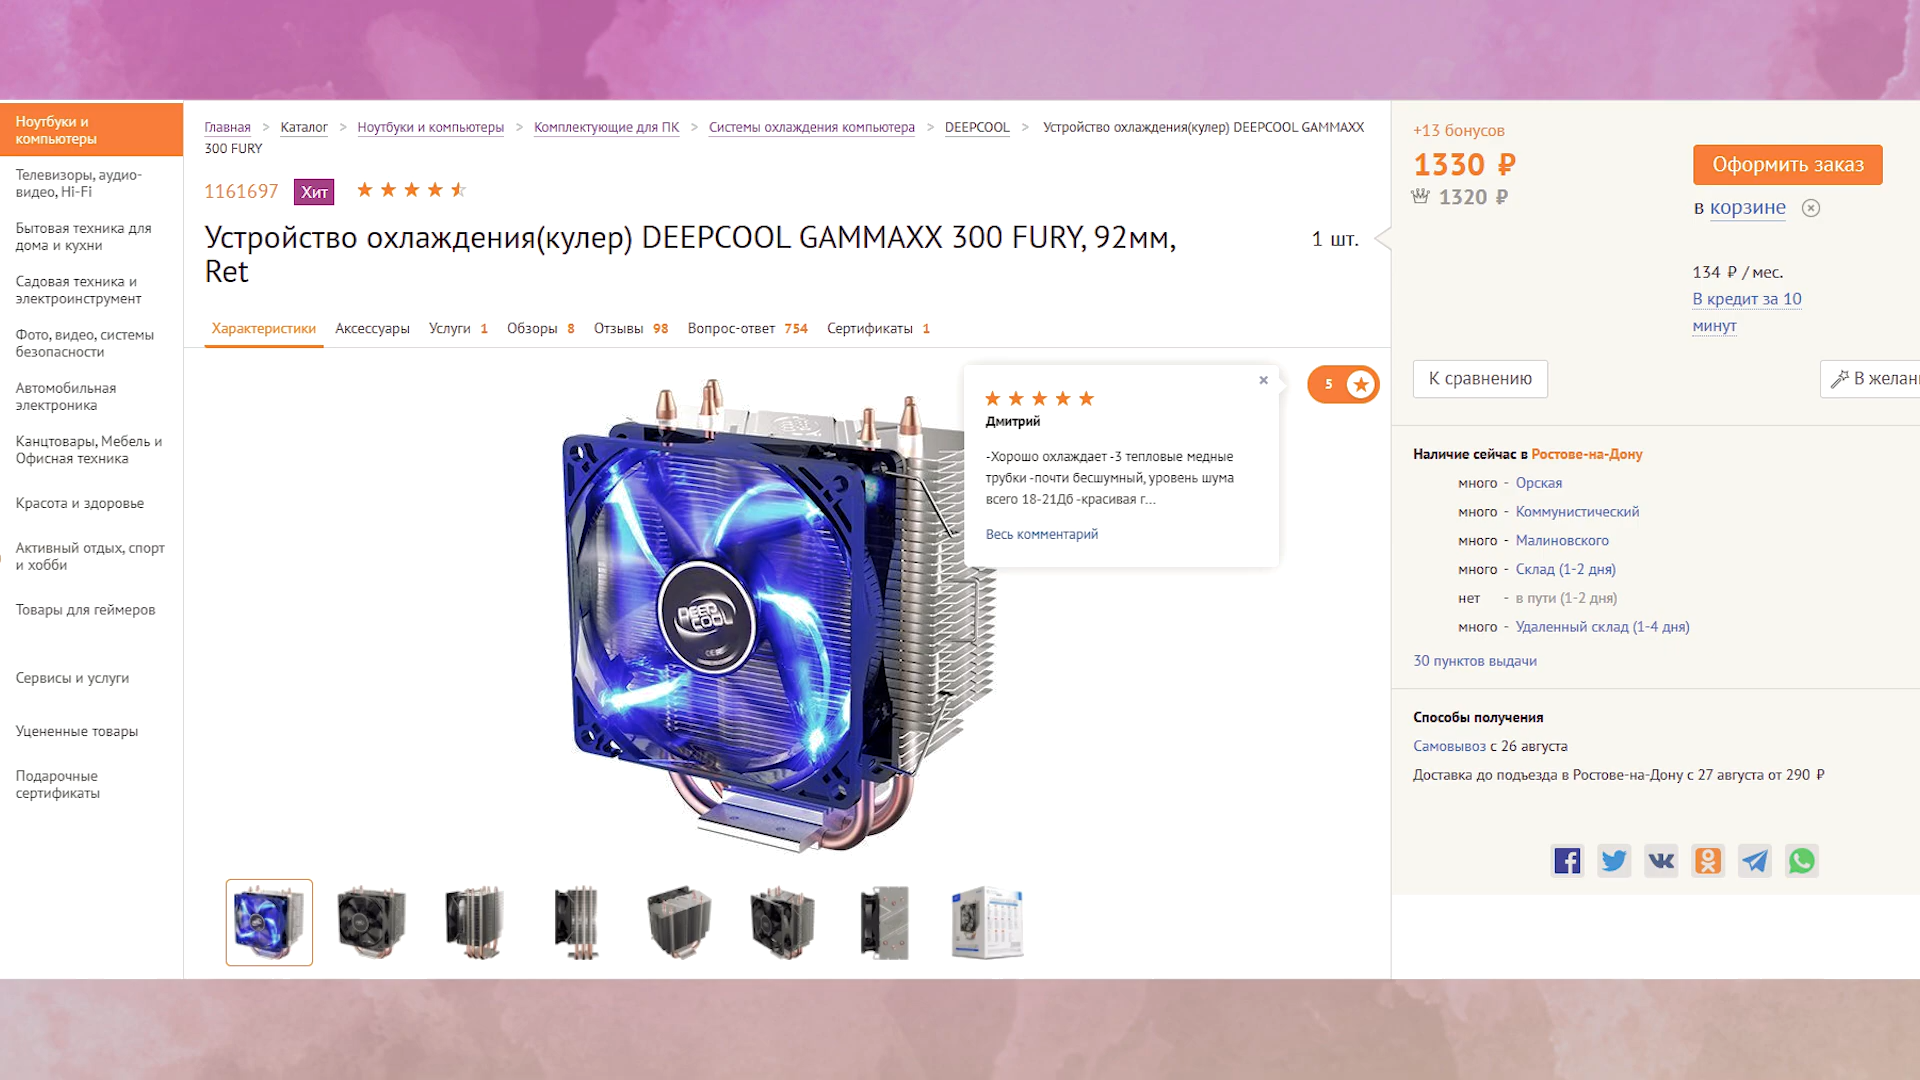 Ноутбуки и
компьютеры
Телевизоры, аудио-
видео, Hi-Fi
Бытовая техника для
дома и кухни
Садовая техника и
электроинструмент
Фото, видео, системы
безопасности
Автомобильная
электроника
Канцтовары, Мебель и
Офисная техника
Красота и здоровье
Активный отдых, спорт
и хобби
Товары для геймеров
Сервисы и услуги
Уцененные товары
Подарочные
сертификаты
Главная > Каталог > Ноутбуки и компьютеры > Комплектующие для ПК > Системы охлаждения компьютера > DEEPCOOL > Устройство охлаждения(кулер) DEEPCOOL GAMMAXX
300 FURY
1161697 Хит
Устройство охлаждения(кулер) DEEPCOOL GAMMAXX 300 FURY, 92мм,
Ret
1 шт.
Характеристики Аксессуары Услуги 1 Обзоры 8 Отзывы 98 Вопрос-ответ 754 Сертификаты 1
Дмитрий
-Хорошо охлаждает -3 тепловые медные
трубки -почти бесшумный, уровень шума
всего 18-21Дб -красивая г...
Весь комментарий
5
DEEP
COOL
+13 бонусов
1330 ₽
1320 ₽
Оформить заказ
в корзине
134 ₽ / мес.
В кредит за 10
минут
К сравнению
В желан
Наличие сейчас в Ростове-на-Дону
много - Орская
много - Коммунистический
много - Малиновского
много - Склад (1-2 дня)
нет - в пути (1-2 дня)
много - Удаленный склад (1-4 дня)
30 пунктов выдачи
Способы получения
Самовывоз с 26 августа
Доставка до подъезда в Ростове-на-Дону с 27 августа от 290 ₽